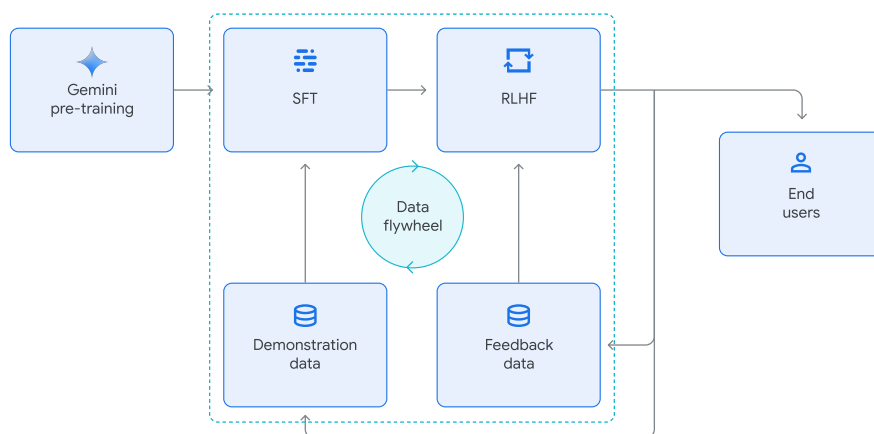 Gemini
pre-training
SFT
RLHF
Data
flywheel
End
users
Demonstration
data
Feedback
data